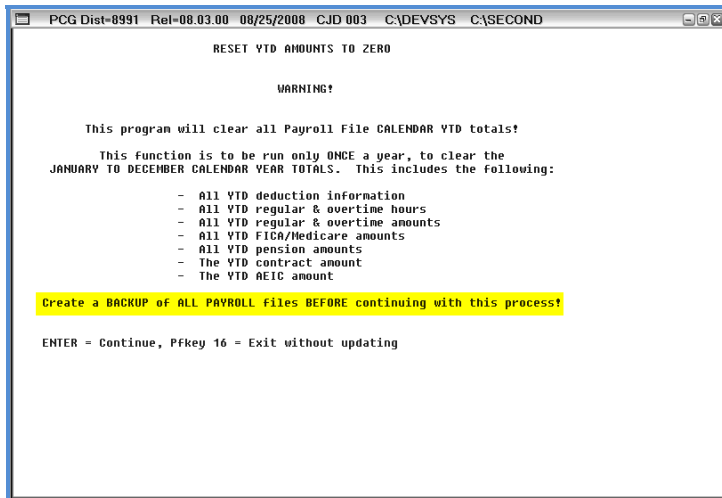 PCG Dist=8991 Rel=08.03.00 08/25/2008 CJD 003 C:\DEVSYS C:\SECOND
RESET YTD AMOUNTS TO ZERO
WARNING!
This program will clear all Payroll File CALENDAR YTD totals!
This function is to be run only ONCE a year, to clear the
JANUARY TO DECEMBER CALENDAR YEAR TOTALS. This includes the following:
- All YTD deduction information
- All YTD regular & overtime hours
- All YTD regular & overtime amounts
- All YTD FICA/Medicare amounts
- All YTD pension amounts
- The YTD contract amount
- The YTD AEIC amount
Create a BACKUP of ALL PAYROLL files BEFORE continuing with this process!
ENTER = Continue, PFkey 16 = Exit without updating